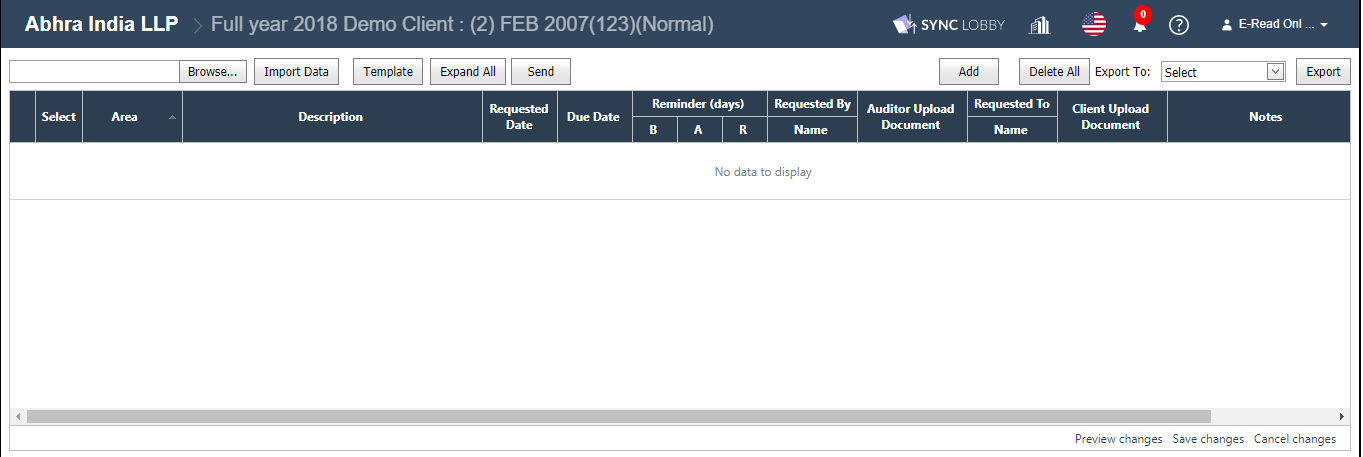 Abhra India LLP Full year 2018 Demo Client : (2) FEB 2007(123)(Normal) SYNC LOBBY 0 ? E-Read Onl ...
Browse... Import Data Template Expand All Send Add Delete All Export To: Select Export
Select Area Description Requested Date Due Date Reminder (days) B A R Requested By Name Auditor Upload Document Requested To Name Client Upload Document Notes
No data to display
Preview changes Save changes Cancel changes